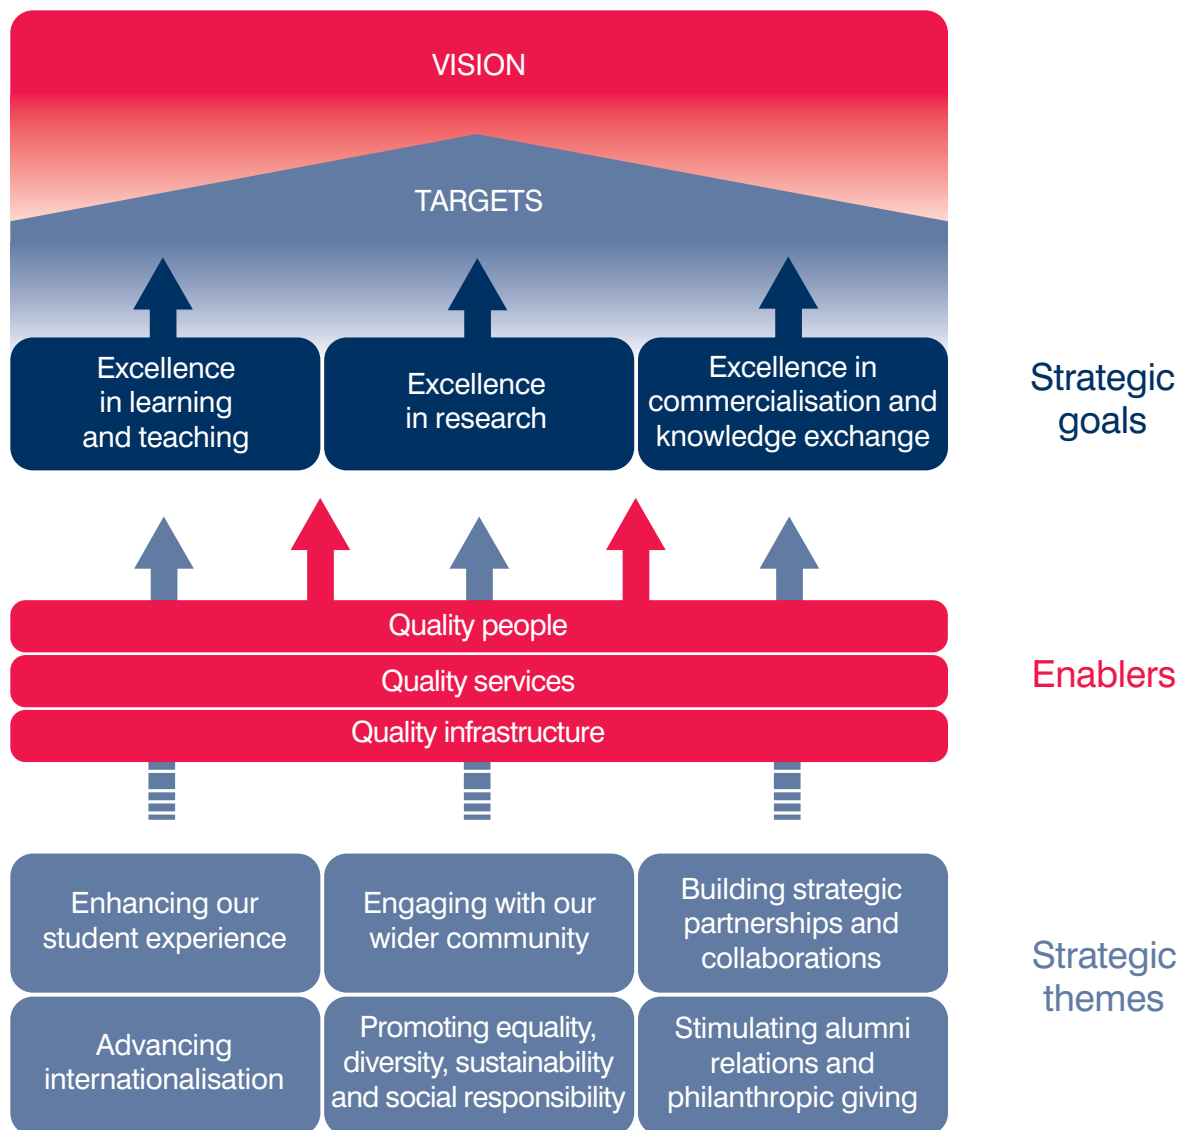 VISION
TARGETS
Excellence
in learning
and teaching
Excellence
in research
Excellence in
commercialisation and
knowledge exchange
Strategic
goals
Quality people
Quality services
Quality infrastructure
Enablers
Enhancing our
student experience
Engaging with our
wider community
Building strategic
partnerships and
collaborations
Strategic
themes
Advancing
internationalisation
Promoting equality,
diversity, sustainability
and social responsibility
Stimulating alumni
relations and
philanthropic giving